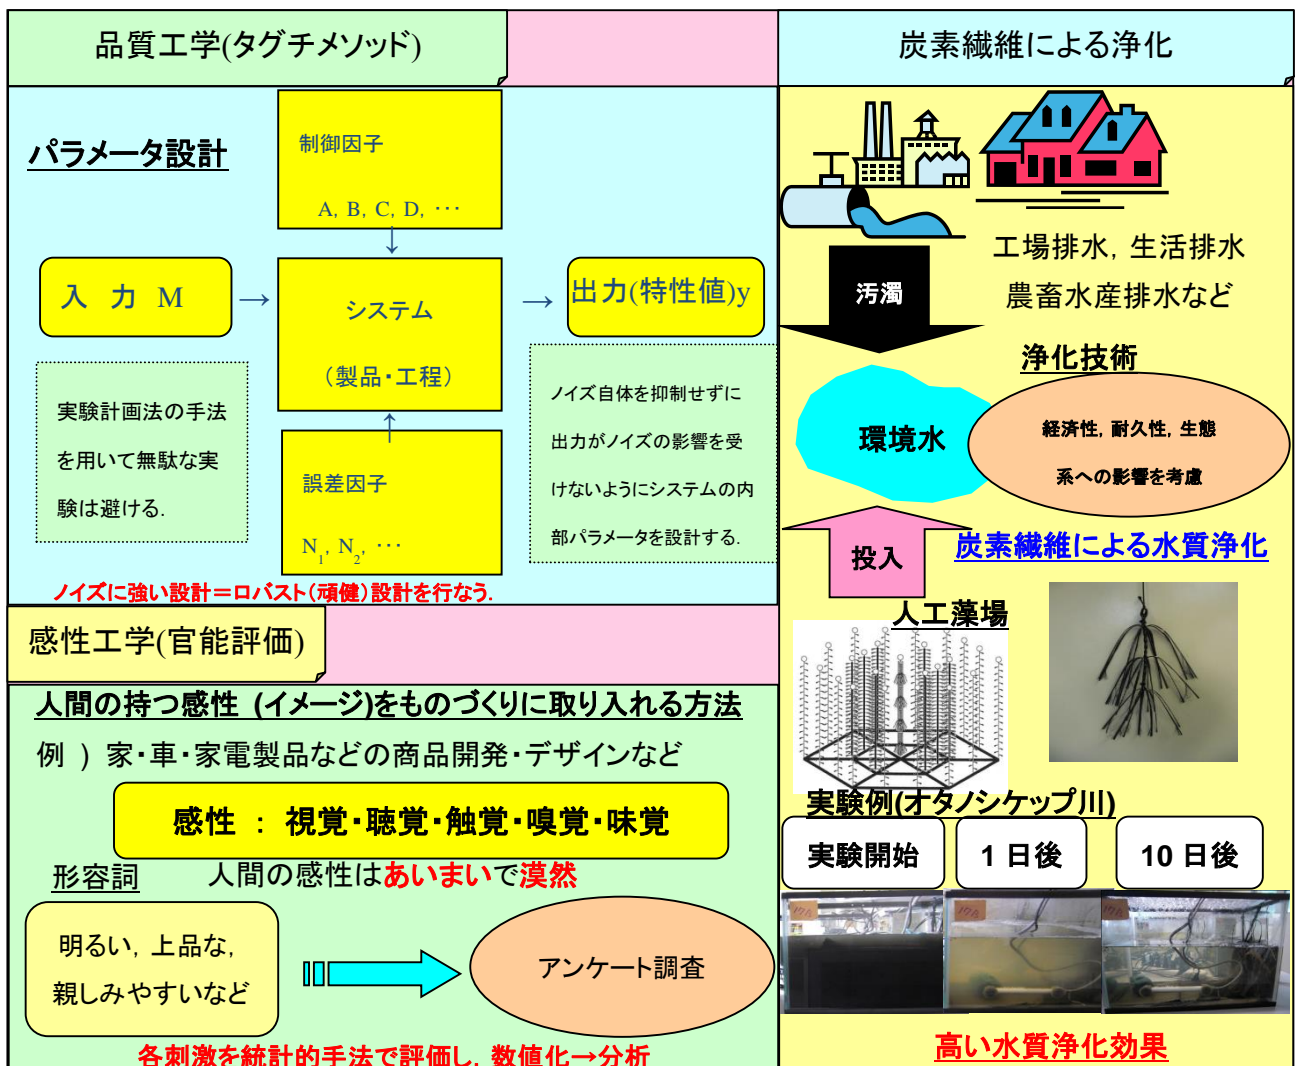 品質工学(タグチメソッド)
パラメータ設計
制御因子
A, B, C, D, ･･･
↓
入 力 M
→
システム
(製品・工程)
→
出力(特性値)y
↑
誤差因子
N1, N2, ･･･
実験計画法の手法
を用いて無駄な実
験は避ける.
ノイズ自体を抑制せずに
出力がノイズの影響を受
けないようにシステムの内
部パラメータを設計する.
ノイズに強い設計＝ロバスト(頑健)設計を行なう.
感性工学(官能評価)
人間の持つ感性 (イメージ)をものづくりに取り入れる方法
例 ) 家・車・家電製品などの商品開発・デザインなど
感性 : 視覚・聴覚・触覚・嗅覚・味覚
形容詞
人間の感性はあいまいで漠然
明るい, 上品な,
親しみやすいなど
アンケート調査
各刺激を統計的手法で評価し, 数値化→分析
炭素繊維による浄化
工場排水, 生活排水
農畜水産排水など
汚濁
浄化技術
環境水
経済性, 耐久性, 生態
系への影響を考慮
投入
炭素繊維による水質浄化
人工藻場
実験例(オタノシケップ川)
実験開始
1 日後
10 日後
高い水質浄化効果